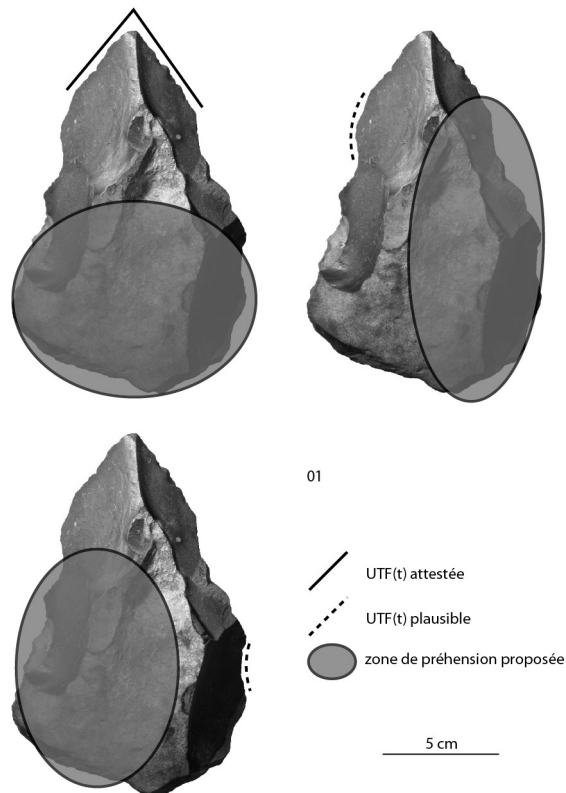 01
UTF(t) attestée
UTF(t) plausible
zone de préhension proposée
5 cm